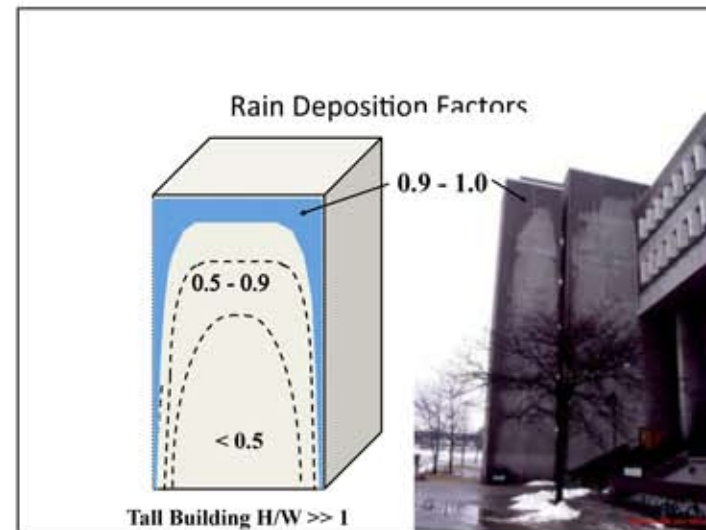 Rain Deposition Factors
0.9 - 1.0
0.5 - 0.9
< 0.5
Tall Building H/W >> 1